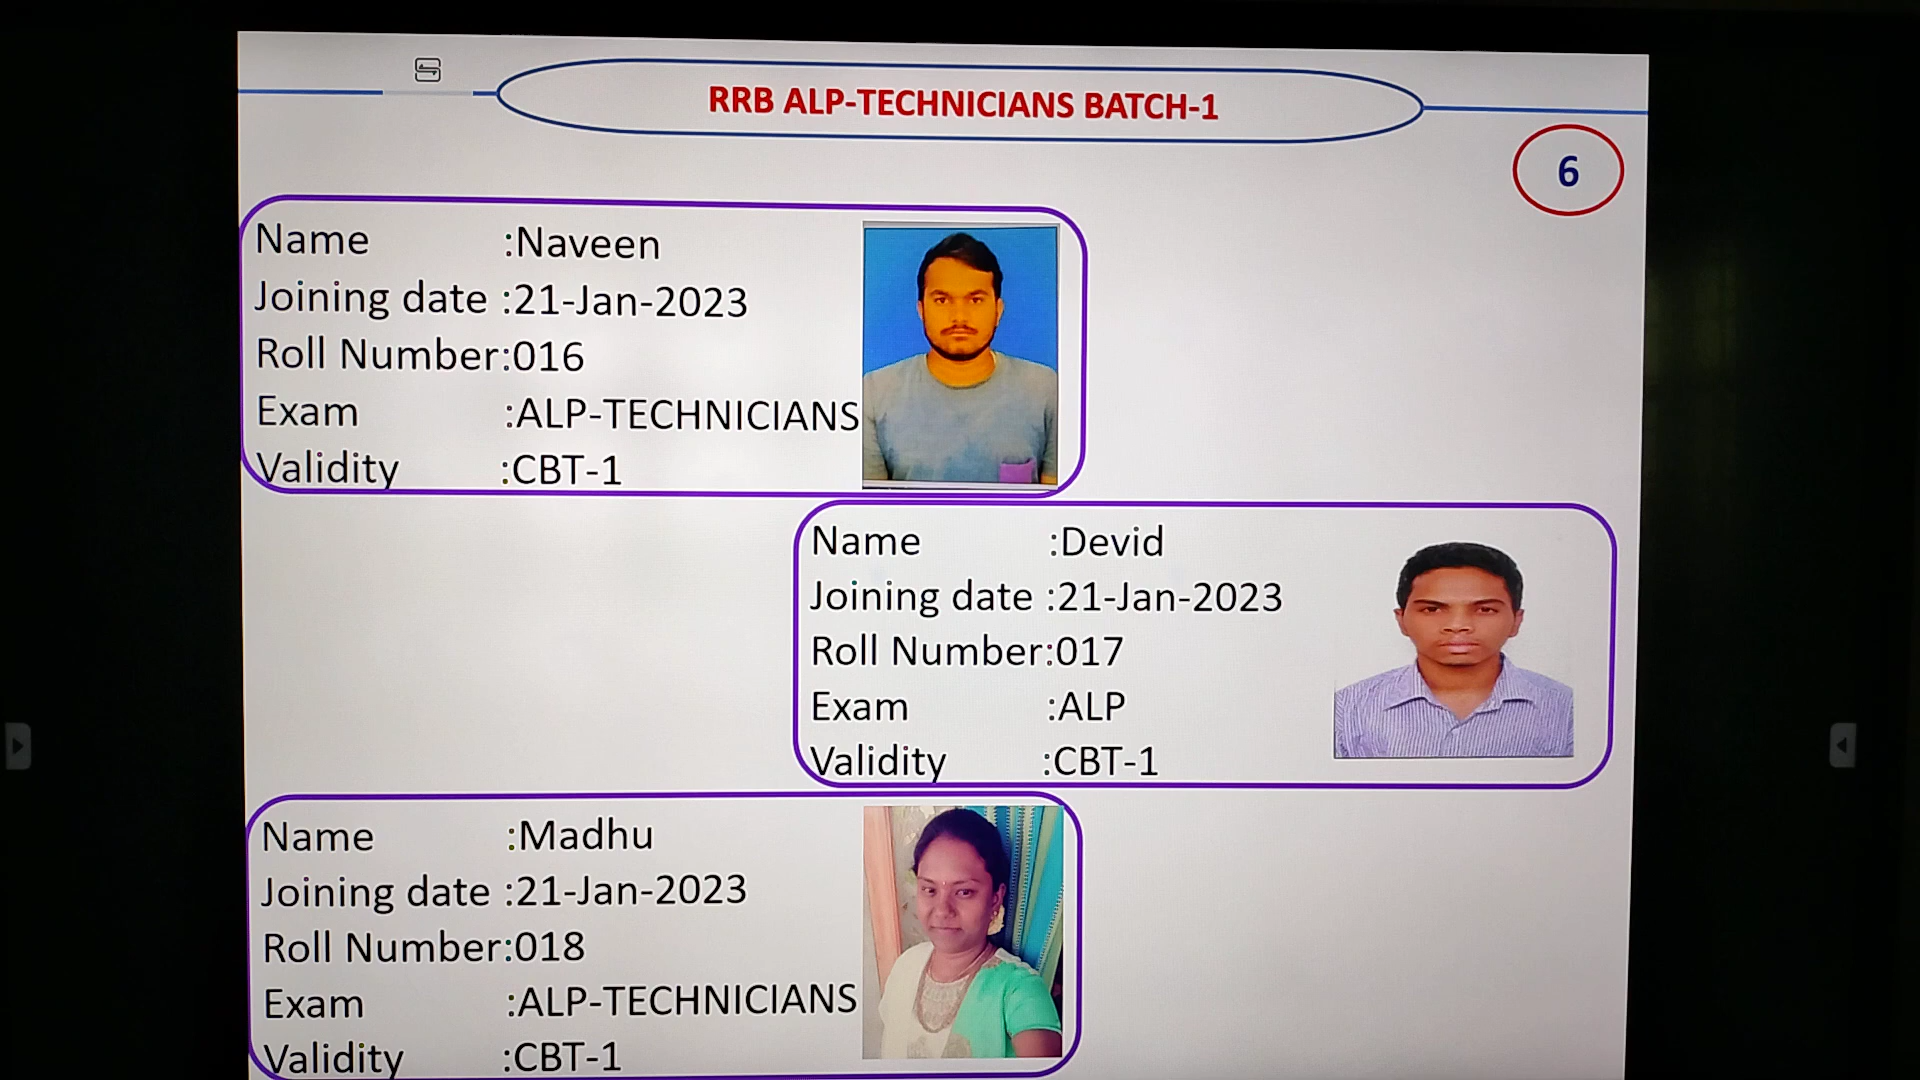 RRB ALP-TECHNICIANS BATCH-1
6
Name :Naveen
Joining date :21-Jan-2023
Roll Number:016
Exam :ALP-TECHNICIANS
Validity :CBT-1
Name :Devid
Joining date :21-Jan-2023
Roll Number:017
Exam :ALP
Validity :CBT-1
Name :Madhu
Joining date :21-Jan-2023
Roll Number:018
Exam :ALP-TECHNICIANS
Validity :CBT-1